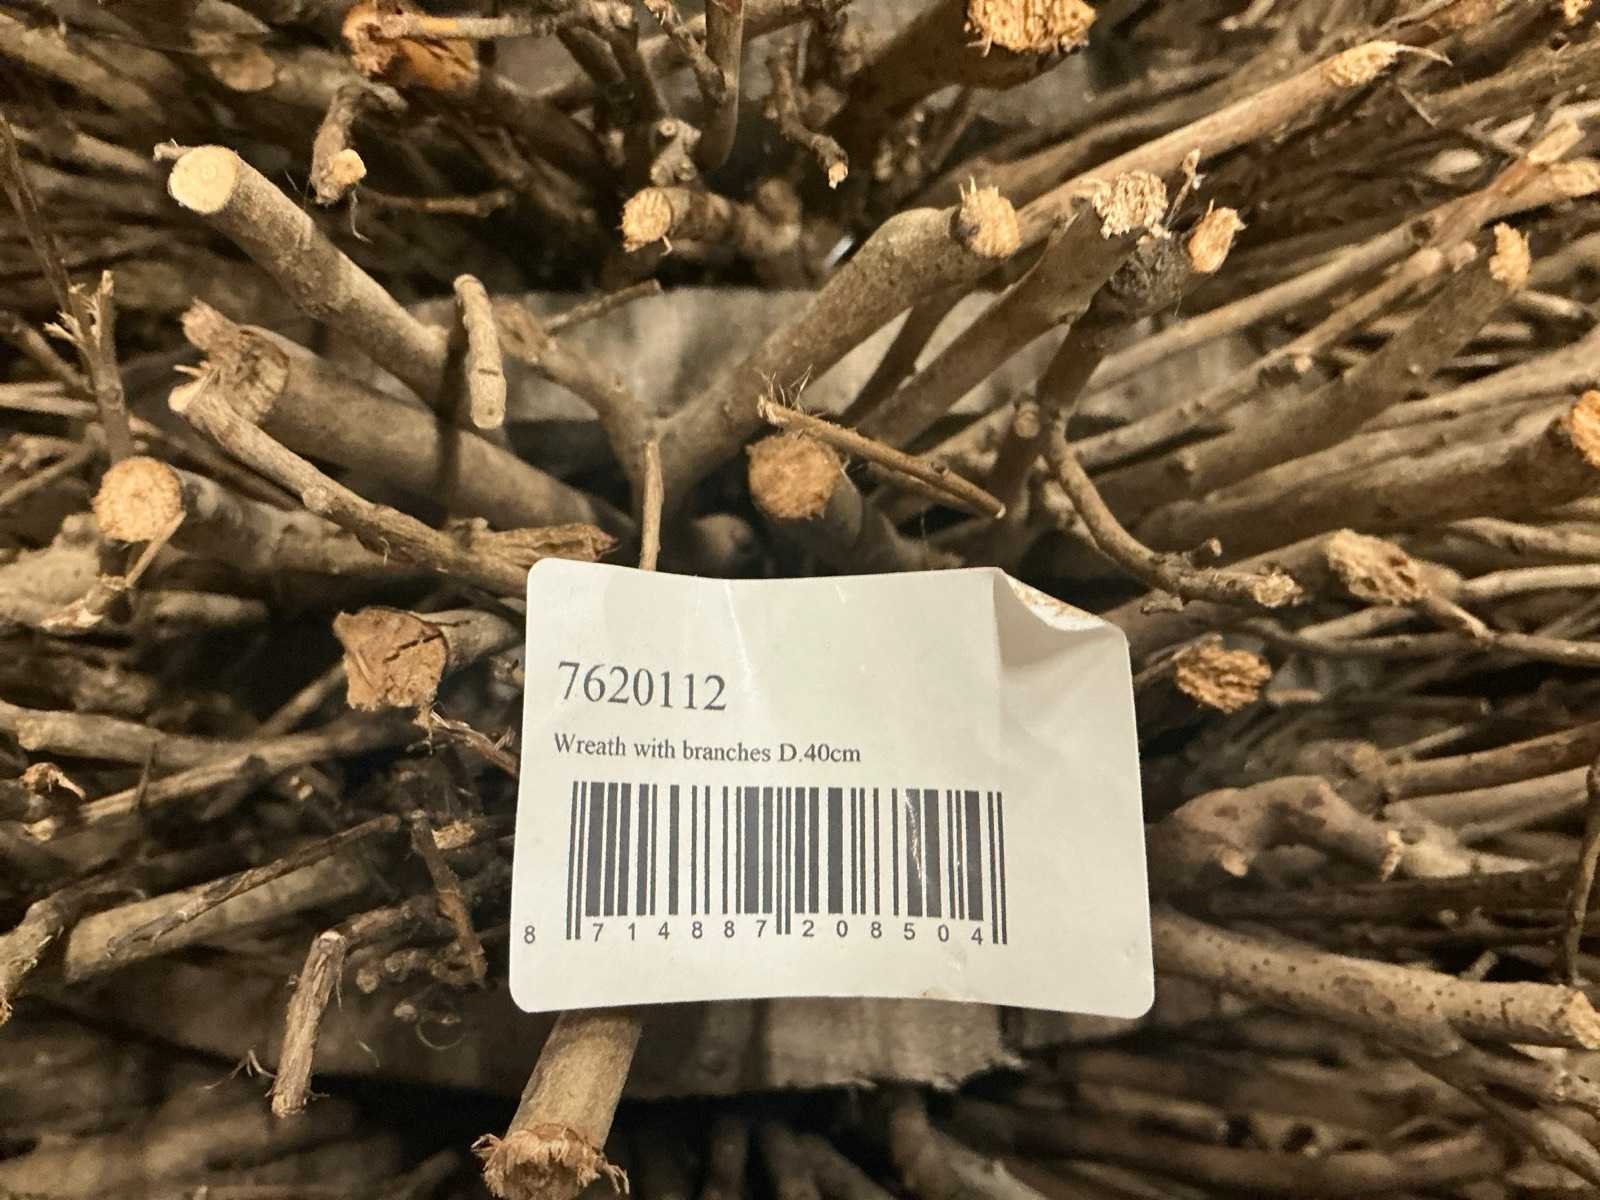 7620112
Wreath with branches D.40cm
8 714887 208504